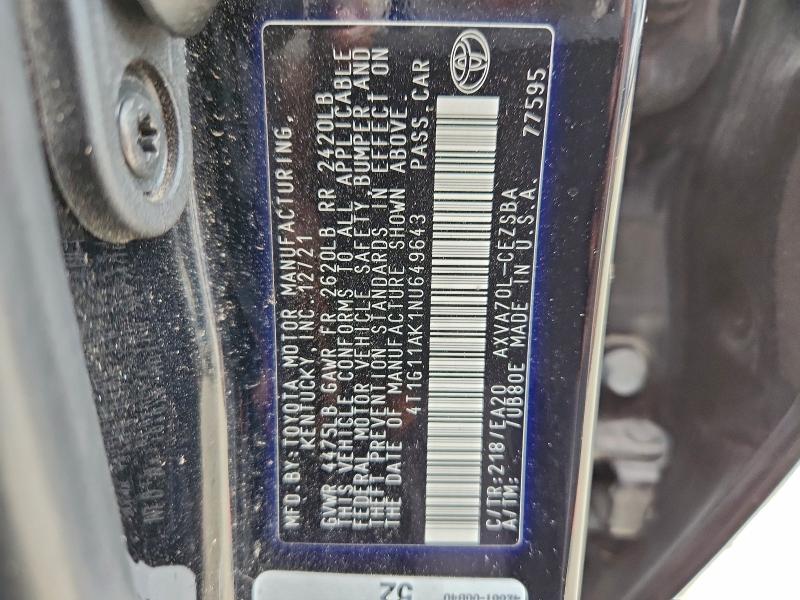 MFD.BY:TOYOTA MOTOR MANUFACTURING,
KENTUCKY, INC. 12/21
GVWR 4475LB GAWR FR 2620LB RR 2420LB
THIS VEHICLE CONFORMS TO ALL APPLICABLE
FEDERAL MOTOR VEHICLE SAFETY, BUMPER AND
THEFT PREVENTION STANDARDS IN EFFECT ON
THE DATE OF MANUFACTURE SHOWN ABOVE.
4T1G11AK1NU649643 PASS.CAR
C/TR:218/EA20 AXVA70L-CEZSBA
A/TM: /UB80E MADE IN U.S.A. 77595
52